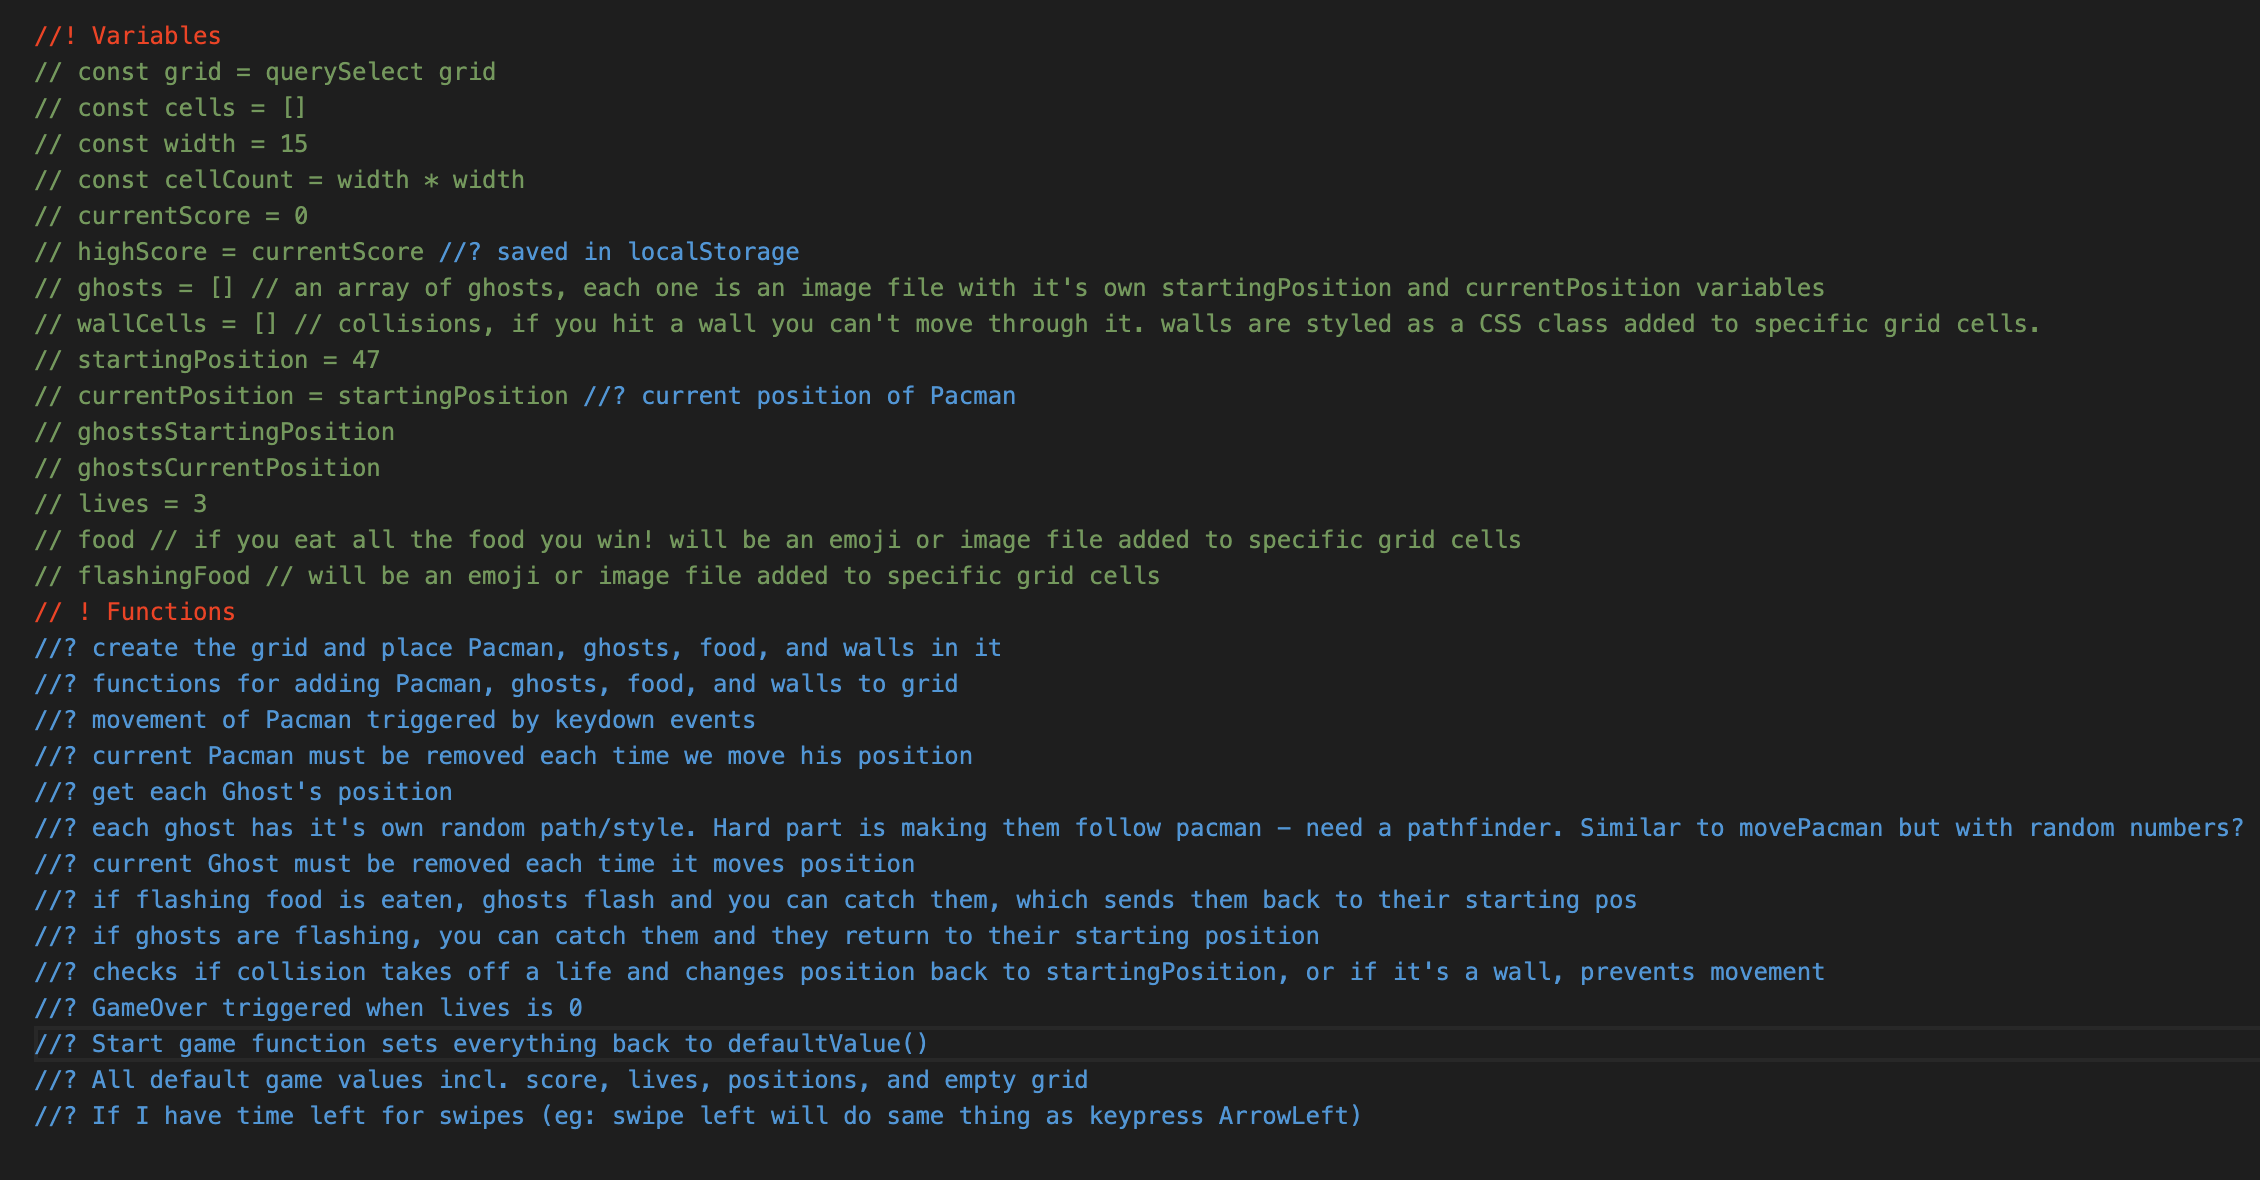 //! Variables
// const grid = querySelect grid
// const cells = []
// const width = 15
// const cellCount = width * width
// currentScore = 0
// highScore = currentScore //? saved in localStorage
// ghosts = [] // an array of ghosts, each one is an image file with it's own startingPosition and currentPosition variables
// wallCells = [] // collisions, if you hit a wall you can't move through it. walls are styled as a CSS class added to specific grid cells.
// startingPosition = 47
// currentPosition = startingPosition //? current position of Pacman
// ghostsStartingPosition
// ghostsCurrentPosition
// lives = 3
// food // if you eat all the food you win! will be an emoji or image file added to specific grid cells
// flashingFood // will be an emoji or image file added to specific grid cells
// ! Functions
//? create the grid and place Pacman, ghosts, food, and walls in it
//? functions for adding Pacman, ghosts, food, and walls to grid
//? movement of Pacman triggered by keydown events
//? current Pacman must be removed each time we move his position
//? get each Ghost's position
//? each ghost has it's own random path/style. Hard part is making them follow pacman – need a pathfinder. Similar to movePacman but with random numbers?
//? current Ghost must be removed each time it moves position
//? if flashing food is eaten, ghosts flash and you can catch them, which sends them back to their starting pos
//? if ghosts are flashing, you can catch them and they return to their starting position
//? checks if collision takes off a life and changes position back to startingPosition, or if it's a wall, prevents movement
//? GameOver triggered when lives is 0
//? Start game function sets everything back to defaultValue()
//? All default game values incl. score, lives, positions, and empty grid
//? If I have time left for swipes (eg: swipe left will do same thing as keypress ArrowLeft)